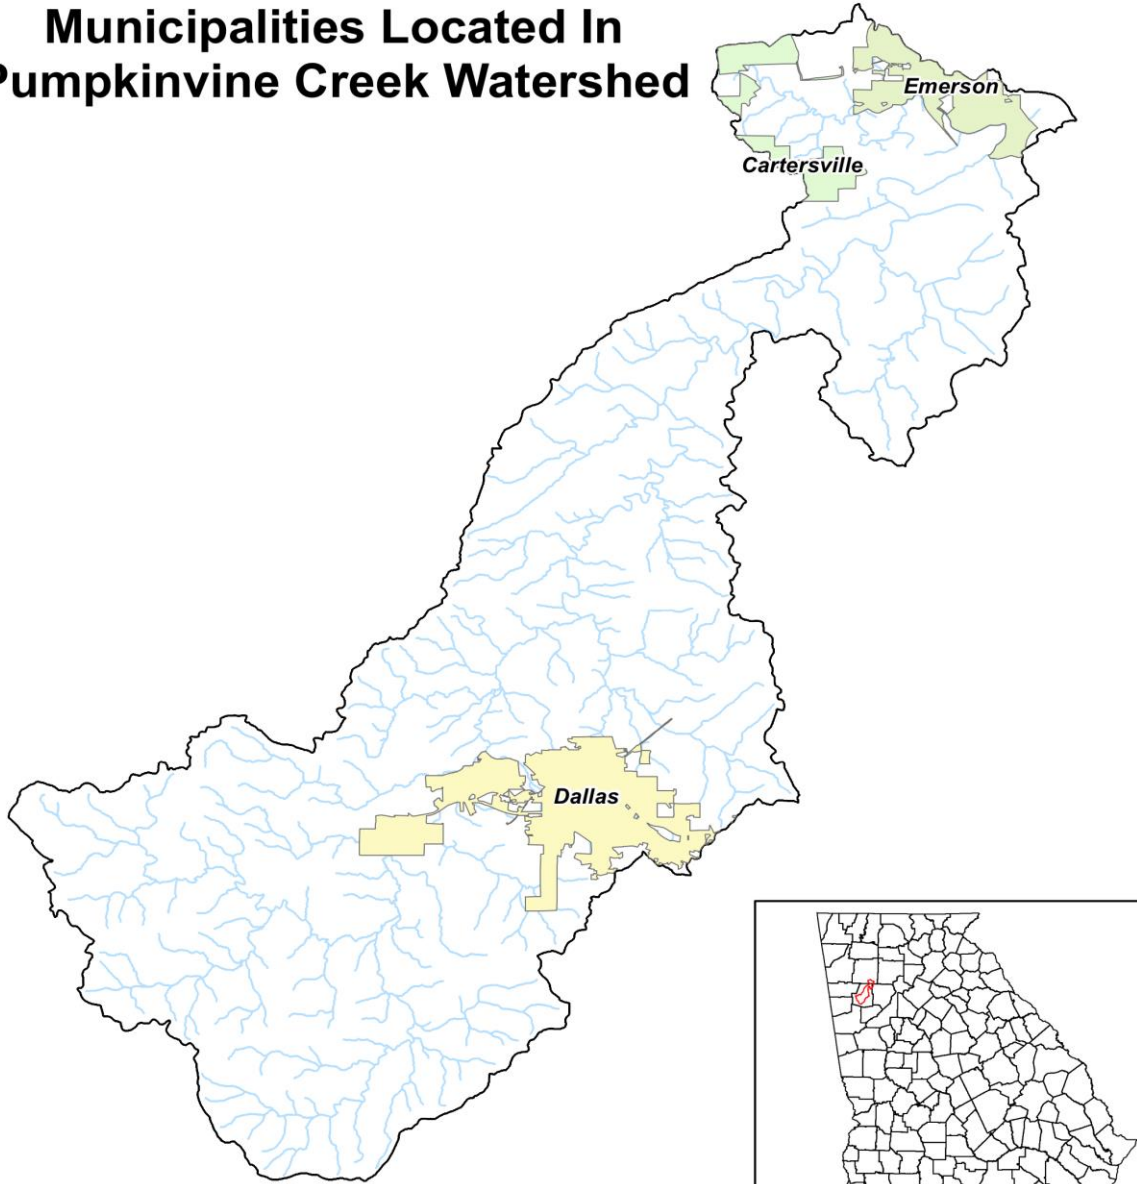 Municipalities Located In
Pumpkinvine Creek Watershed
Emerson
Cartersville
Dallas